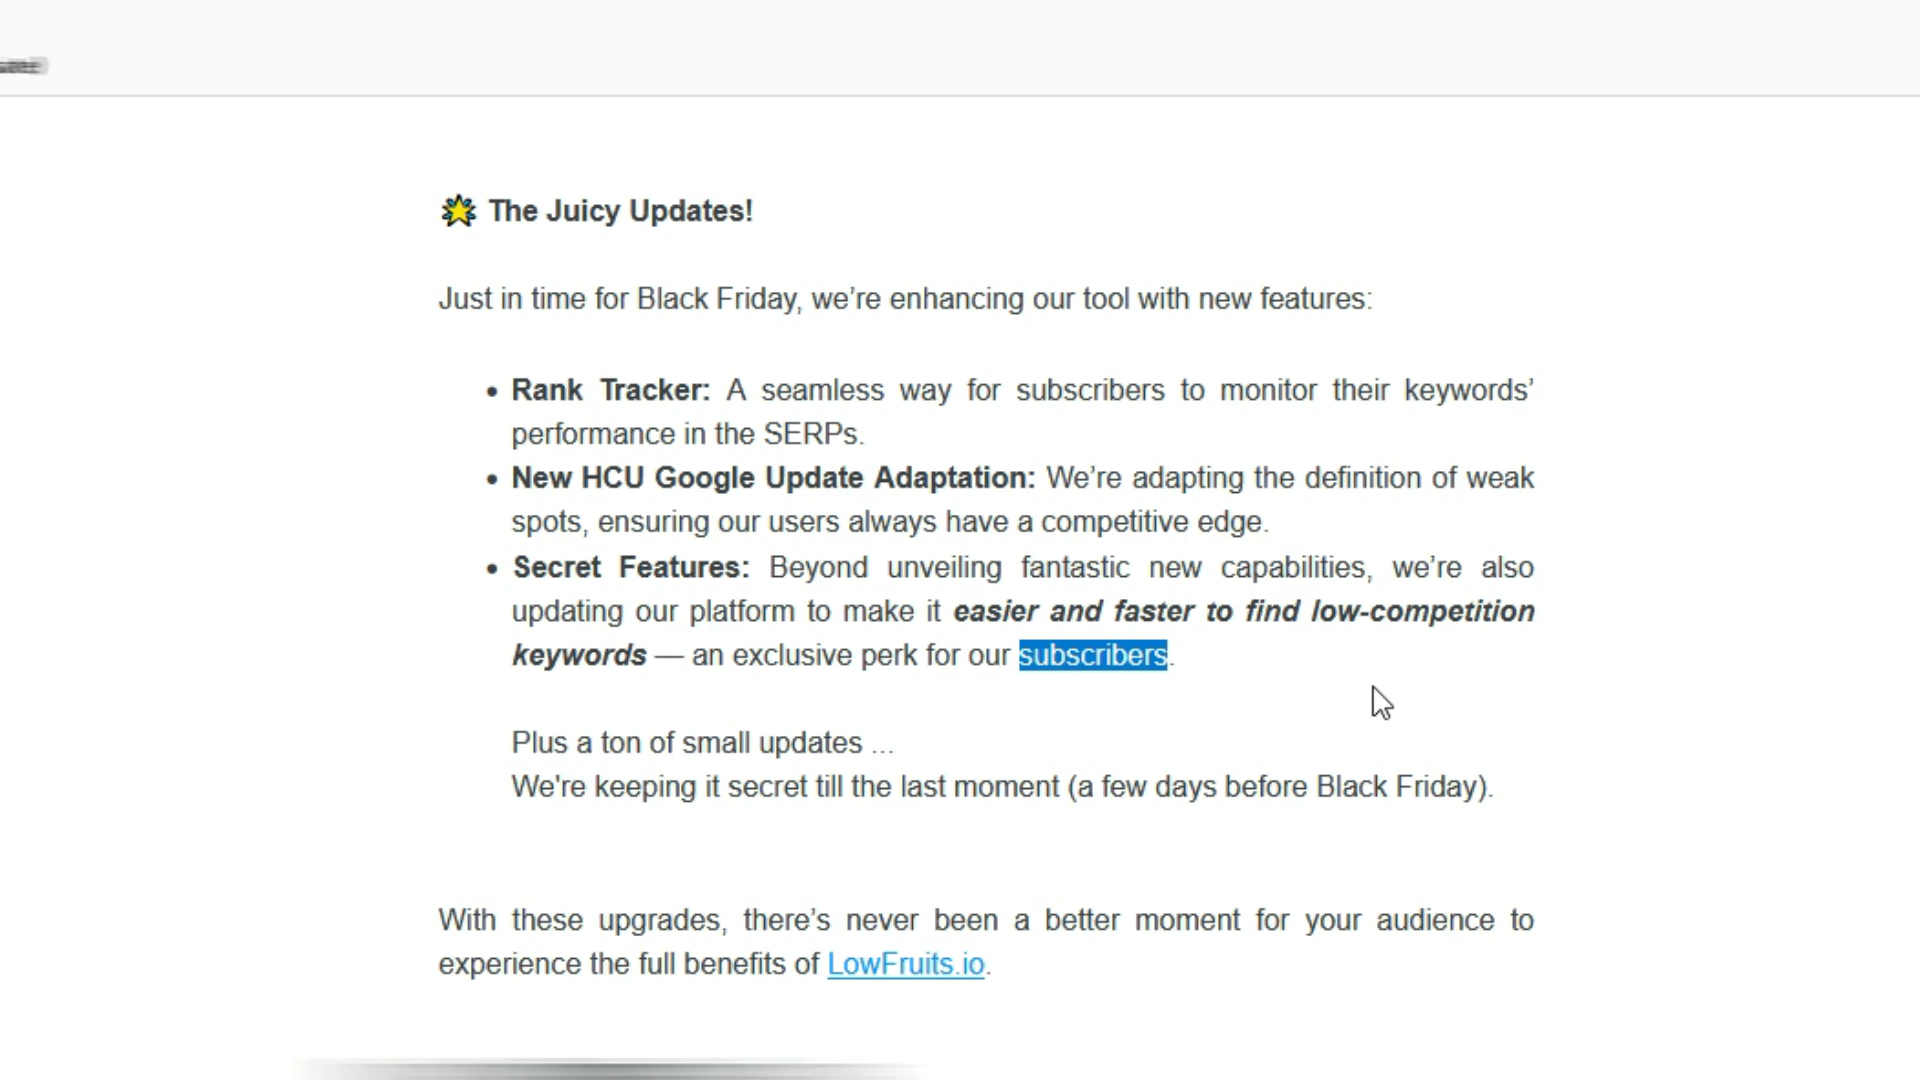 The Juicy Updates!
Just in time for Black Friday, we’re enhancing our tool with new features:
• Rank Tracker: A seamless way for subscribers to monitor their keywords’
performance in the SERPs.
• New HCU Google Update Adaptation: We’re adapting the definition of weak
spots, ensuring our users always have a competitive edge.
• Secret Features: Beyond unveiling fantastic new capabilities, we’re also
updating our platform to make it easier and faster to find low-competition
keywords — an exclusive perk for our subscribers.
Plus a ton of small updates ...
We're keeping it secret till the last moment (a few days before Black Friday).
With these upgrades, there’s never been a better moment for your audience to
experience the full benefits of LowFruits.io.